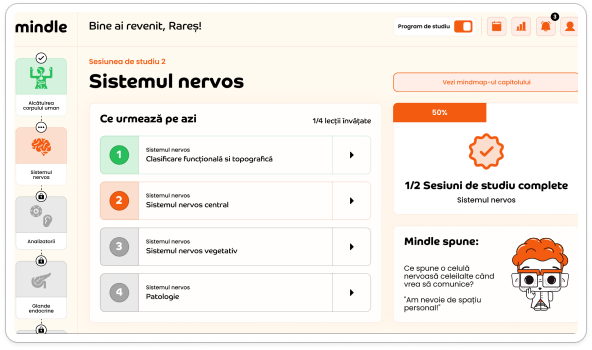 mindle
Bine ai revenit, Rareș!
Program de studiu
3
Alcătuirea
corpului uman
Sistemul
nervos
Analizatorii
Glande
endocrine
Sesiunea de studiu 2
Sistemul nervos
Vezi mindmap-ul capitolului
Ce urmează pe azi
1/4 lecții învățate
1
Sistemul nervos
Clasificare funcțională si topografică
2
Sistemul nervos
Sistemul nervos central
3
Sistemul nervos
Sistemul nervos vegetativ
4
Sistemul nervos
Patologie
50%
1/2 Sesiuni de studiu complete
Sistemul nervos
Mindle spune:
Ce spune o celulă
nervoasă celeilalte când
vrea să comunice?
"Am nevoie de spațiu
personal!"